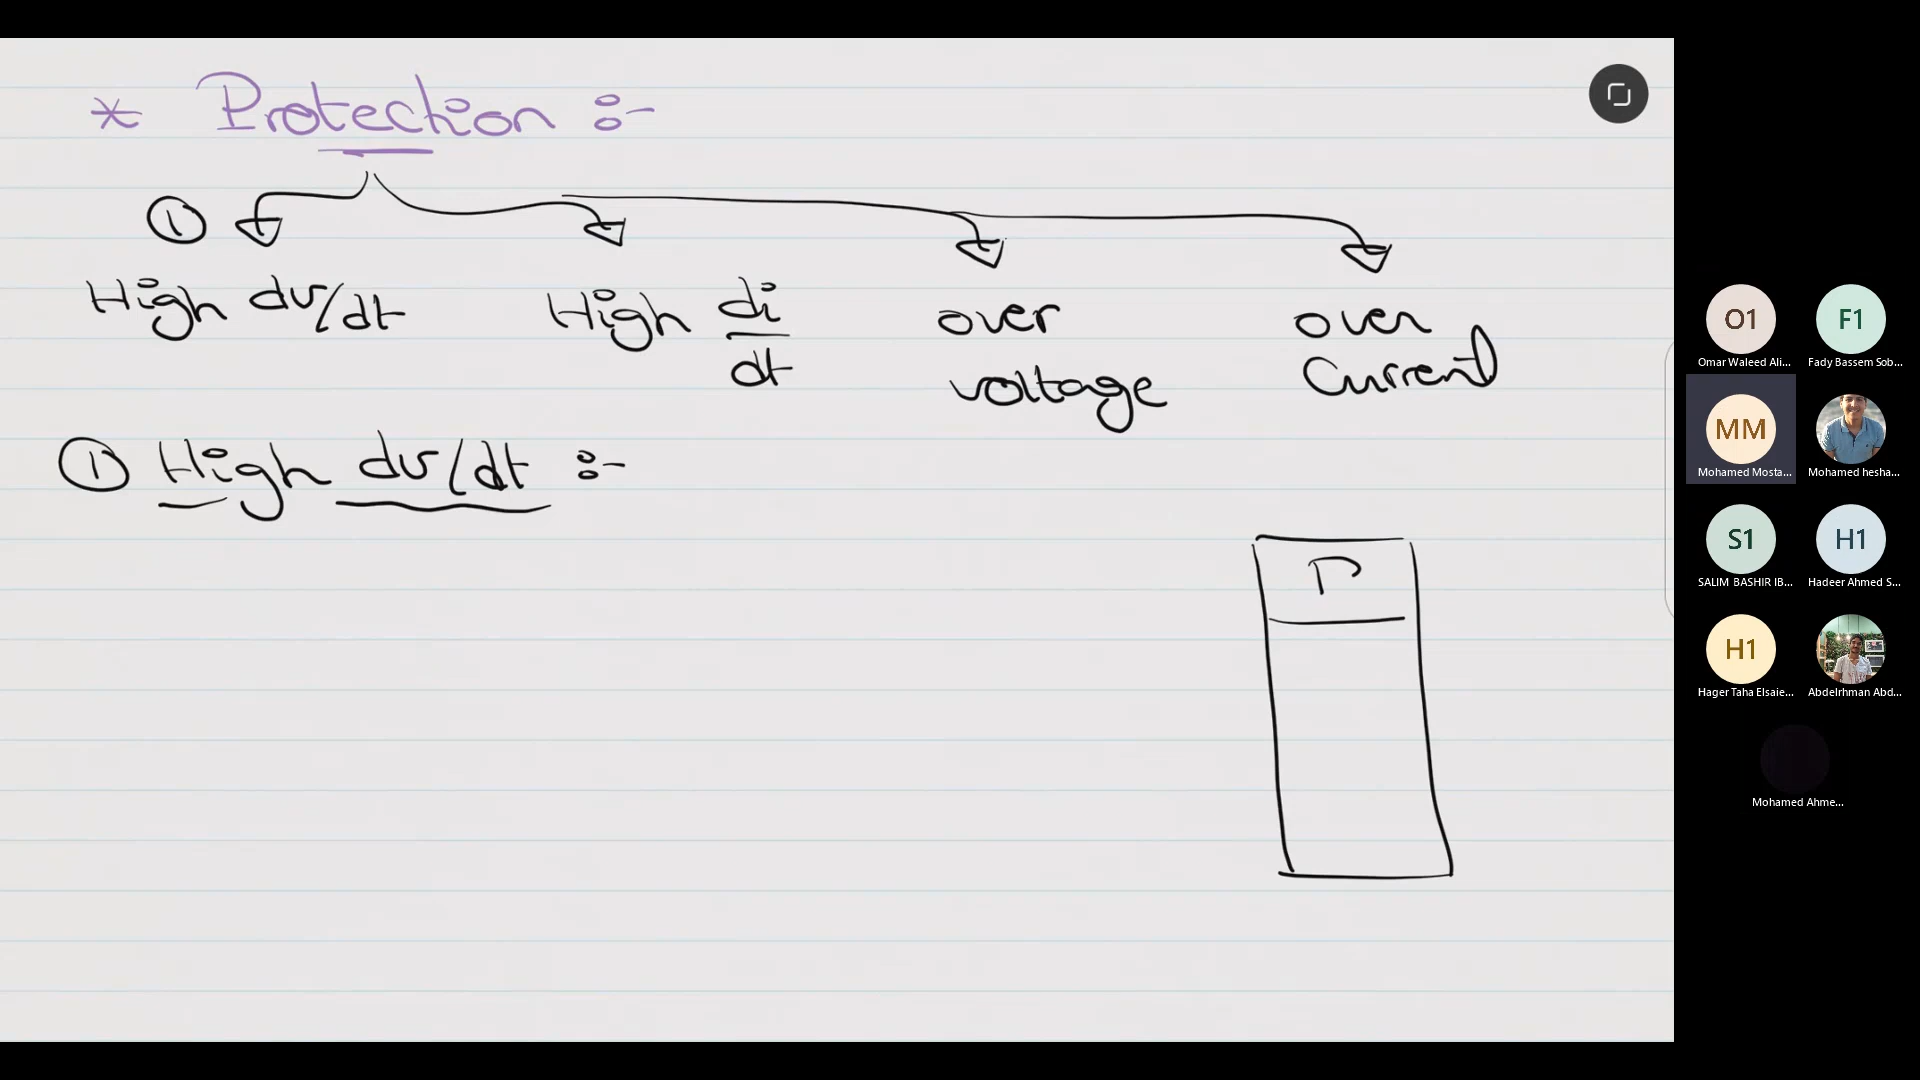 * Protection :-
①
High dv/dt
High di/dt
over voltage
over Current
① High dv/dt :-
P
O1
Omar Waleed Ali...
F1
Fady Bassem Sob...
MM
Mohamed Mosta...
Mohamed hesha...
S1
SALIM BASHIR IB...
H1
Hadeer Ahmed S...
H1
Hager Taha Elsaie...
Abdelrhman Abd...
Mohamed Ahme...